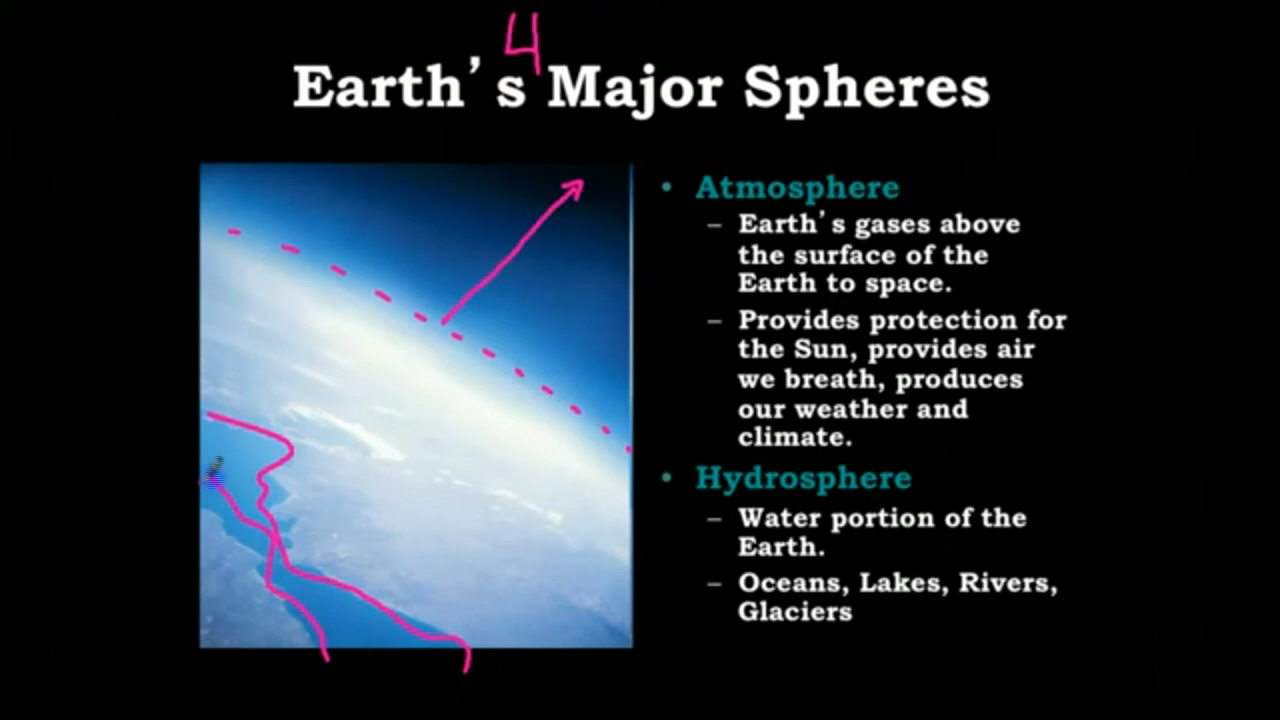 4
Earth's Major Spheres
• Atmosphere
– Earth's gases above
the surface of the
Earth to space.
– Provides protection for
the Sun, provides air
we breath, produces
our weather and
climate.
• Hydrosphere
– Water portion of the
Earth.
– Oceans, Lakes, Rivers,
Glaciers